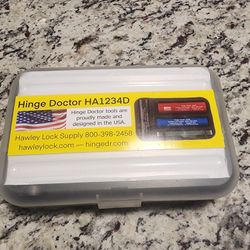 Hinge Doctor HA1234D
Hinge Doctor tools are
proudly made and
designed in the USA.
Hawley Lock Supply 800-398-2458
hawleylock.com — hingedr.com